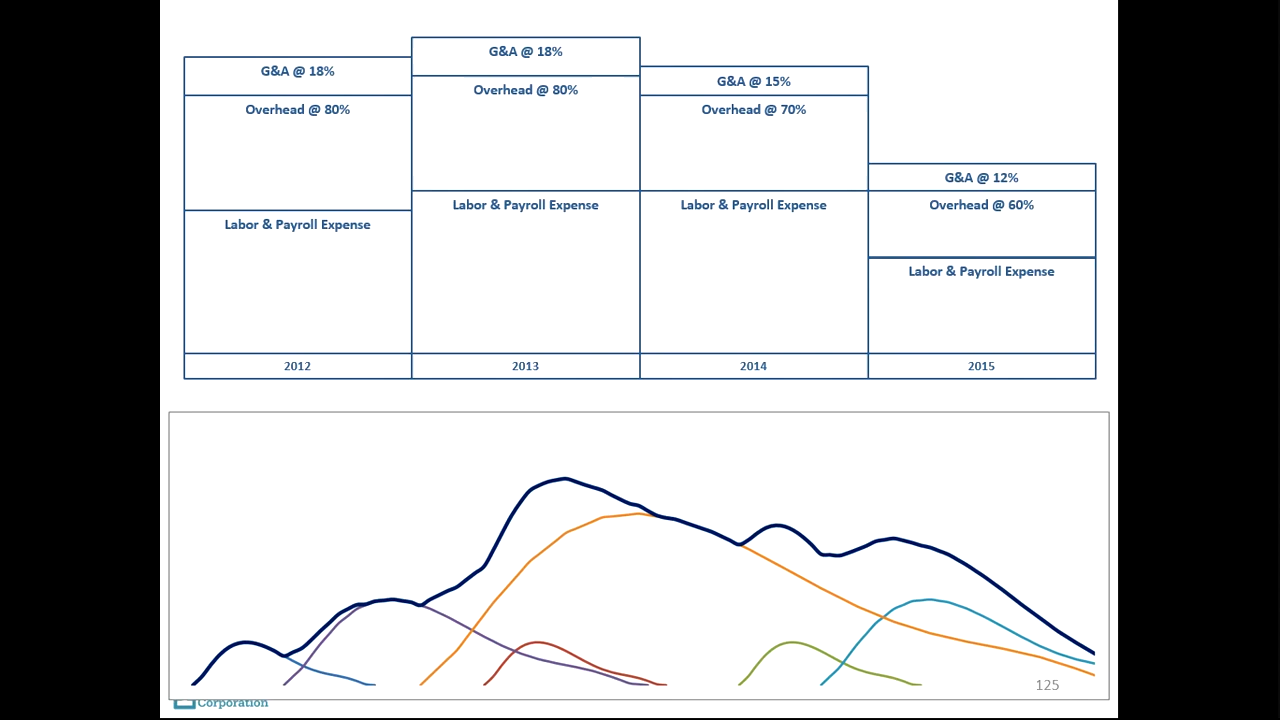 G&A @ 18%
Overhead @ 80%
Labor & Payroll Expense
2012
G&A @ 18%
Overhead @ 80%
Labor & Payroll Expense
2013
G&A @ 15%
Overhead @ 70%
Labor & Payroll Expense
2014
G&A @ 12%
Overhead @ 60%
Labor & Payroll Expense
2015
125
Corporation